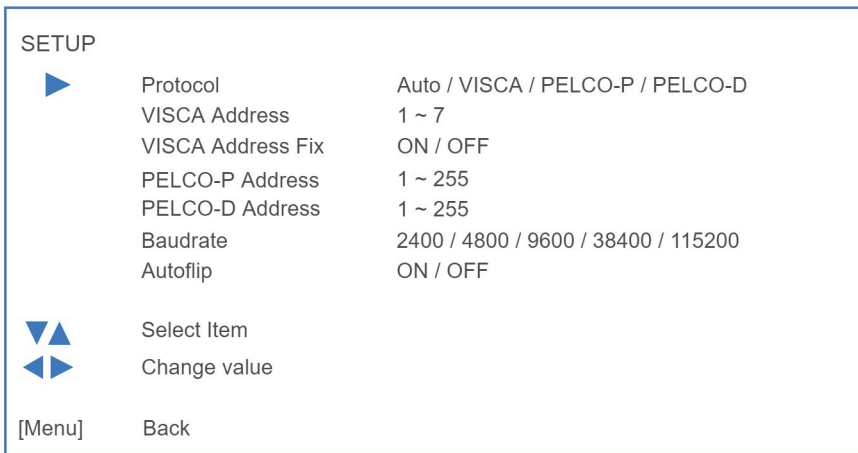 SETUP
Protocol Auto / VISCA / PELCO-P / PELCO-D
VISCA Address 1 ~ 7
VISCA Address Fix ON / OFF
PELCO-P Address 1 ~ 255
PELCO-D Address 1 ~ 255
Baudrate 2400 / 4800 / 9600 / 38400 / 115200
Autoflip ON / OFF
Select Item
Change value
[Menu] Back